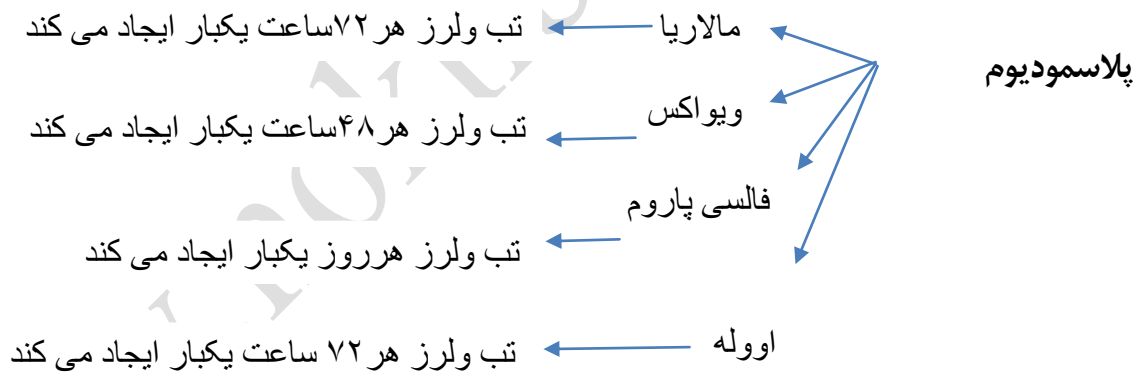 پلاسمودیوم
مالاریا
تب ولرز هر۷۲ساعت یکبار ایجاد می کند
ویواکس
تب ولرز هر۴۸ساعت یکبار ایجاد می کند
فالسی پاروم
تب ولرز هرروز یکبار ایجاد می کند
اووله
تب ولرز هر۷۲ ساعت یکبار ایجاد می کند